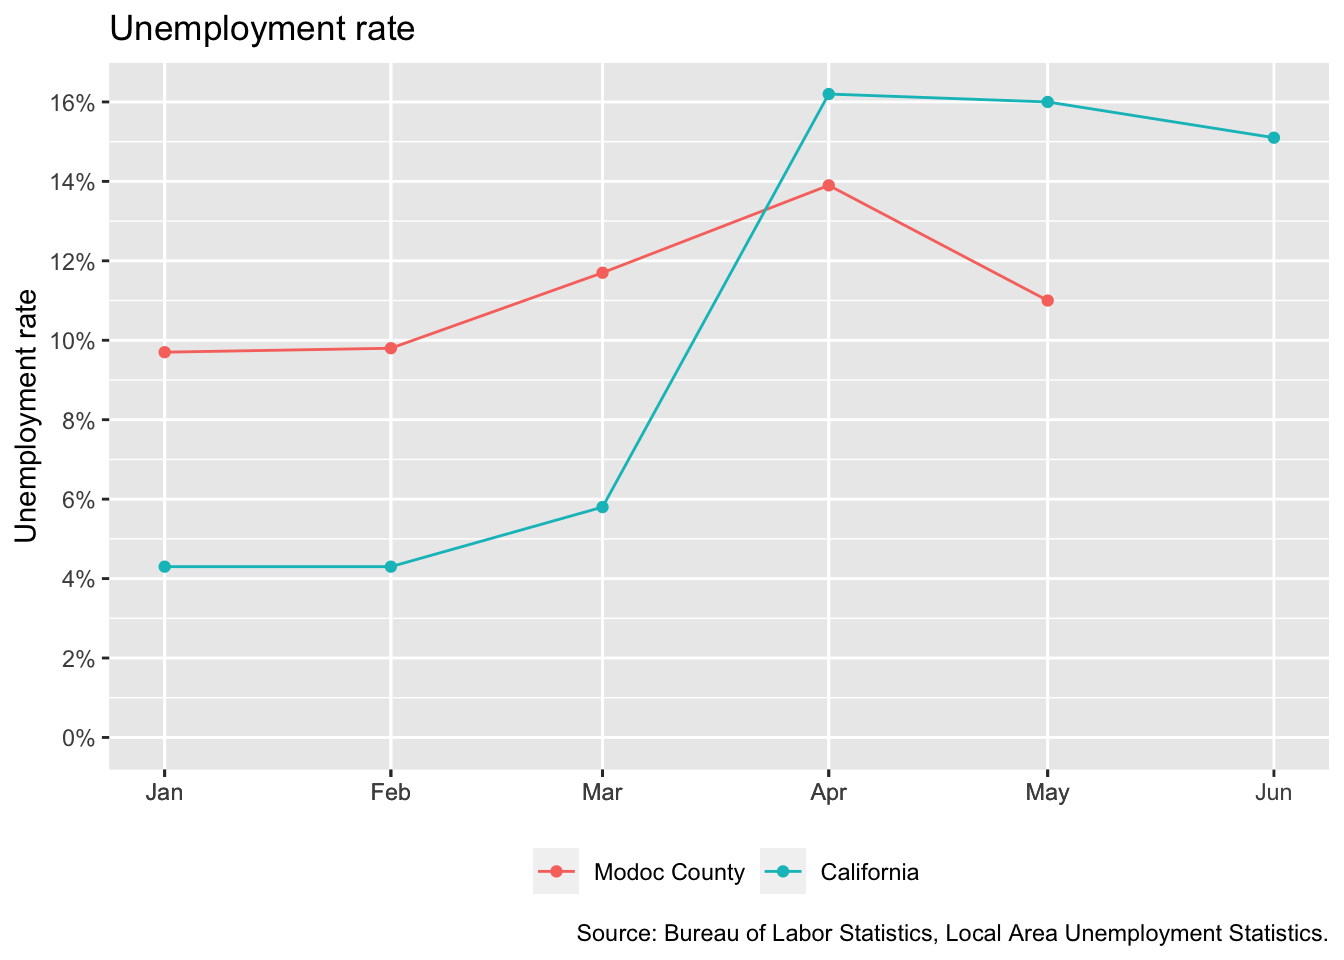 Unemployment rate
Unemployment rate
16%
14%
12%
10%
8%
6%
4%
2%
0%
Jan Feb Mar Apr May Jun
Modoc County California
Source: Bureau of Labor Statistics, Local Area Unemployment Statistics.